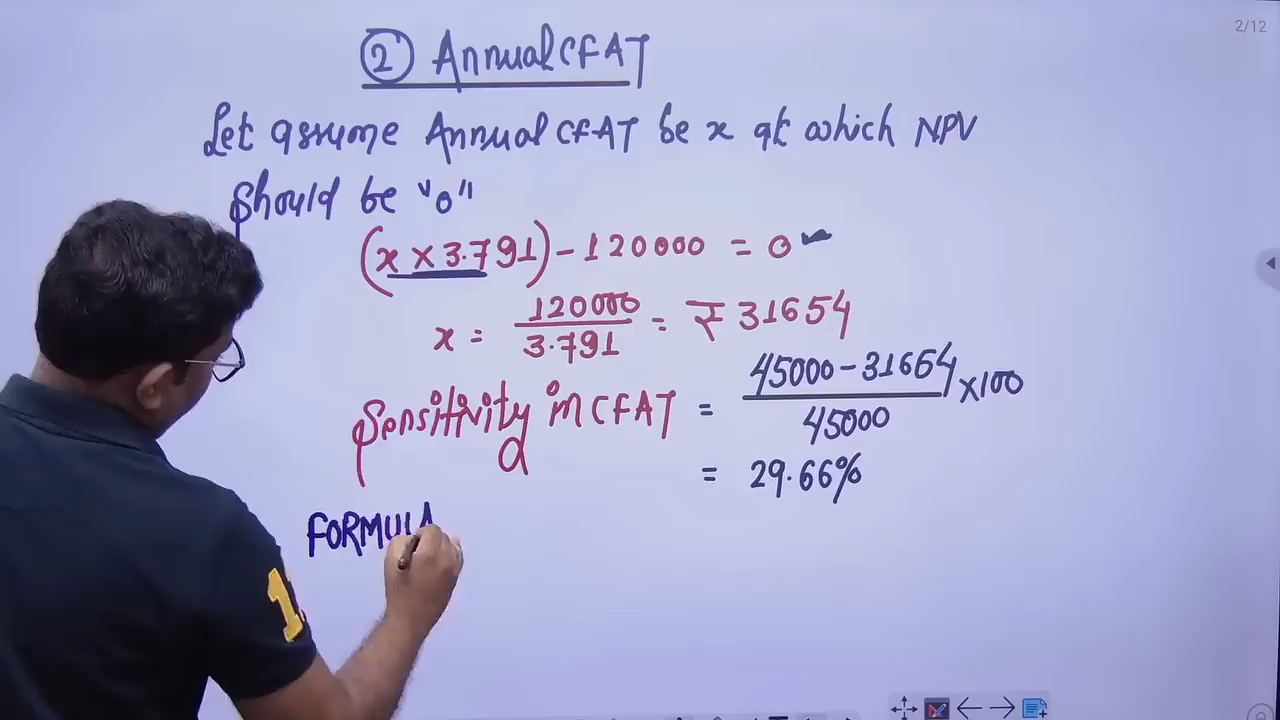 2/12
② Annual CFAT
Let assume Annual CFAT be x at which NPV
should be "0"
(x × 3.791) - 120000 = 0
x = 120000/3.791 = ₹ 31654
Sensitivity in CFAT = (45000 - 31654)/45000 × 100
= 29.66%
FORMULA
1